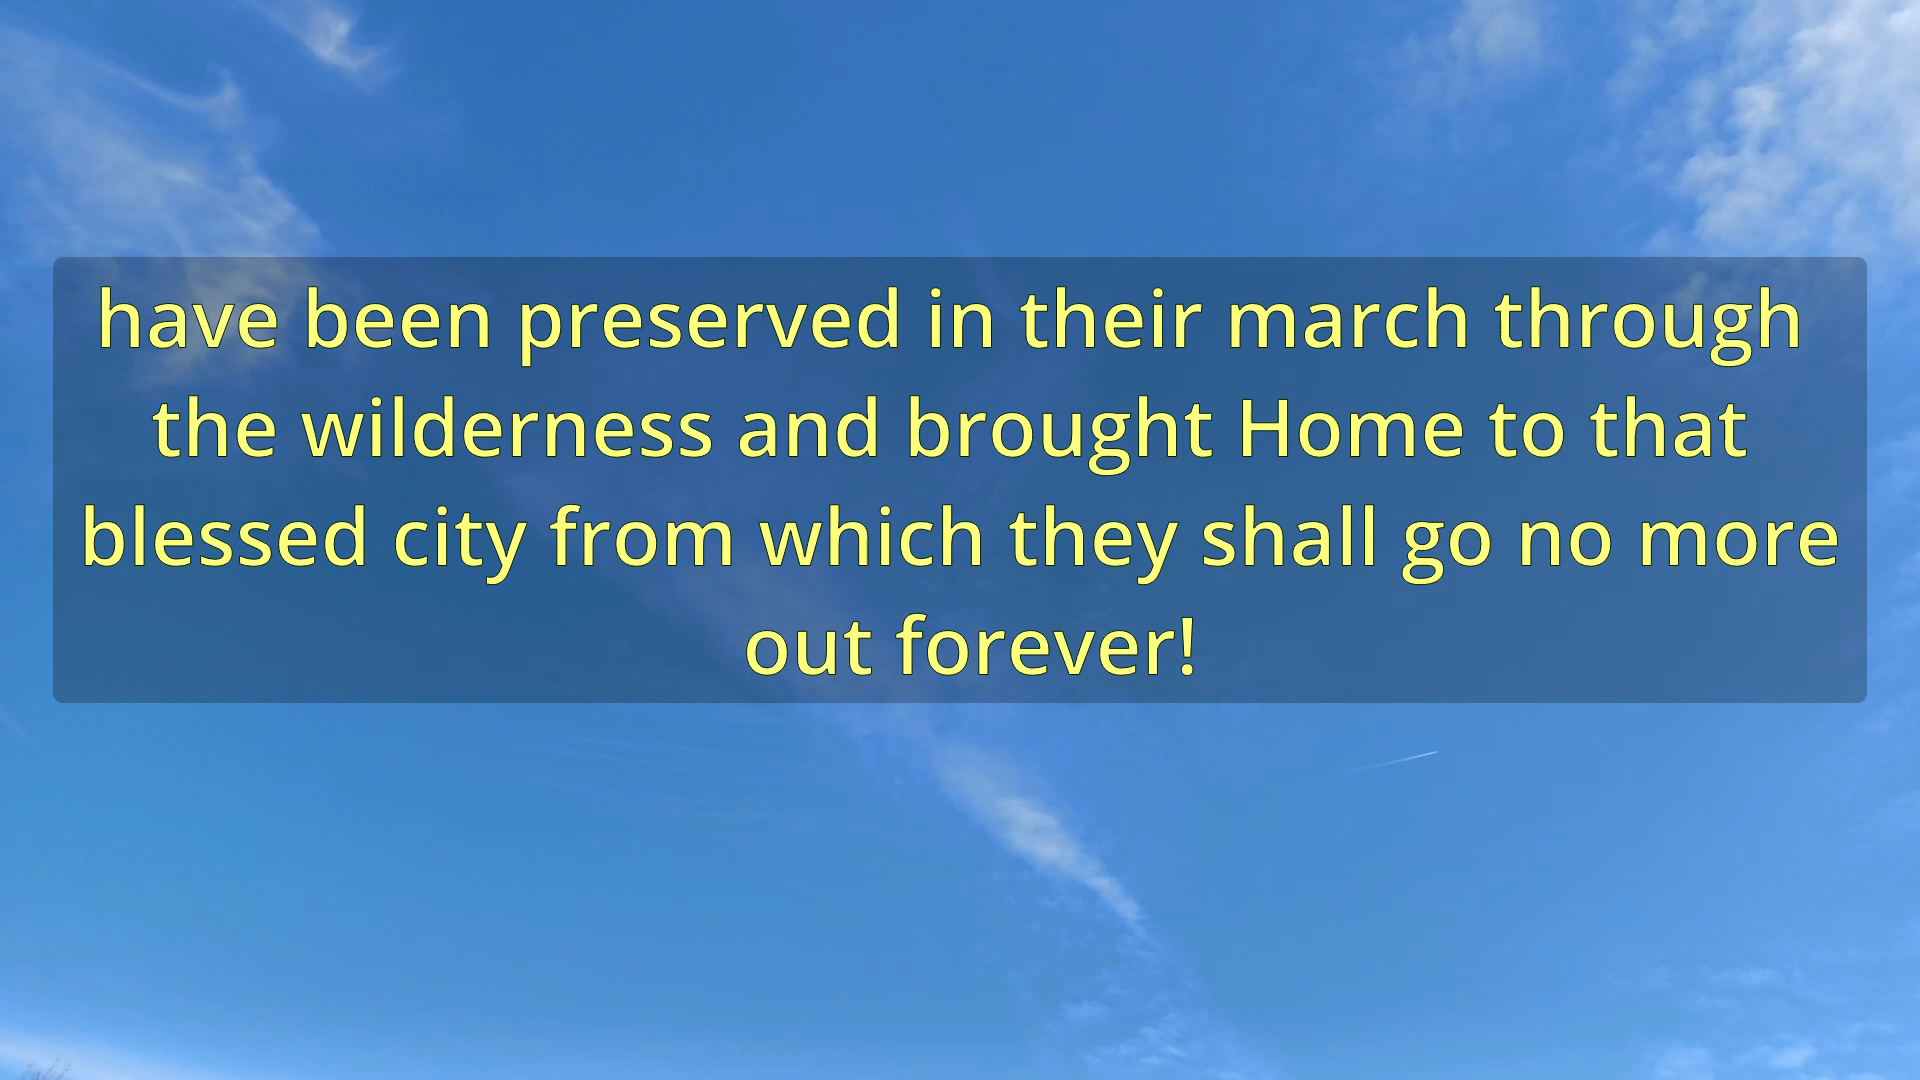 have been preserved in their march through
the wilderness and brought Home to that
blessed city from which they shall go no more
out forever!